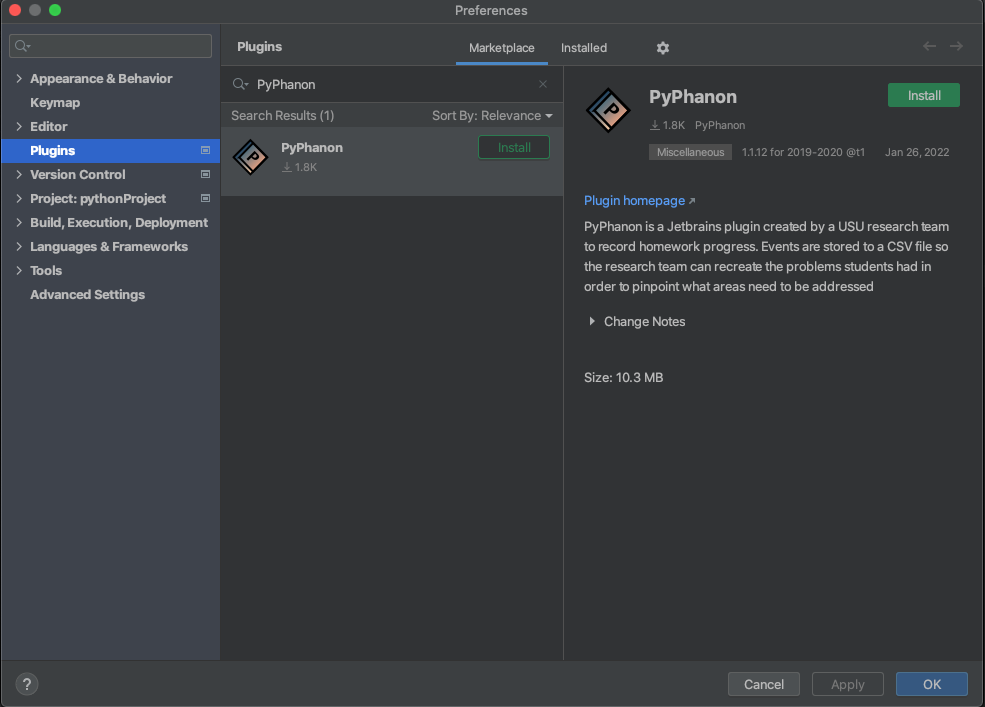 Preferences
Plugins
Marketplace
Installed
Appearance & Behavior
Keymap
Editor
Plugins
Version Control
Project: pythonProject
Build, Execution, Deployment
Languages & Frameworks
Tools
Advanced Settings
PyPhanon
Search Results (1)
Sort By: Relevance
PyPhanon
1.8K
Install
PyPhanon
Install
1.8K PyPhanon
Miscellaneous 1.1.12 for 2019-2020 @t1 Jan 26, 2022
Plugin homepage
PyPhanon is a Jetbrains plugin created by a USU research team
to record homework progress. Events are stored to a CSV file so
the research team can recreate the problems students had in
order to pinpoint what areas need to be addressed
Change Notes
Size: 10.3 MB
?
Cancel
Apply
OK